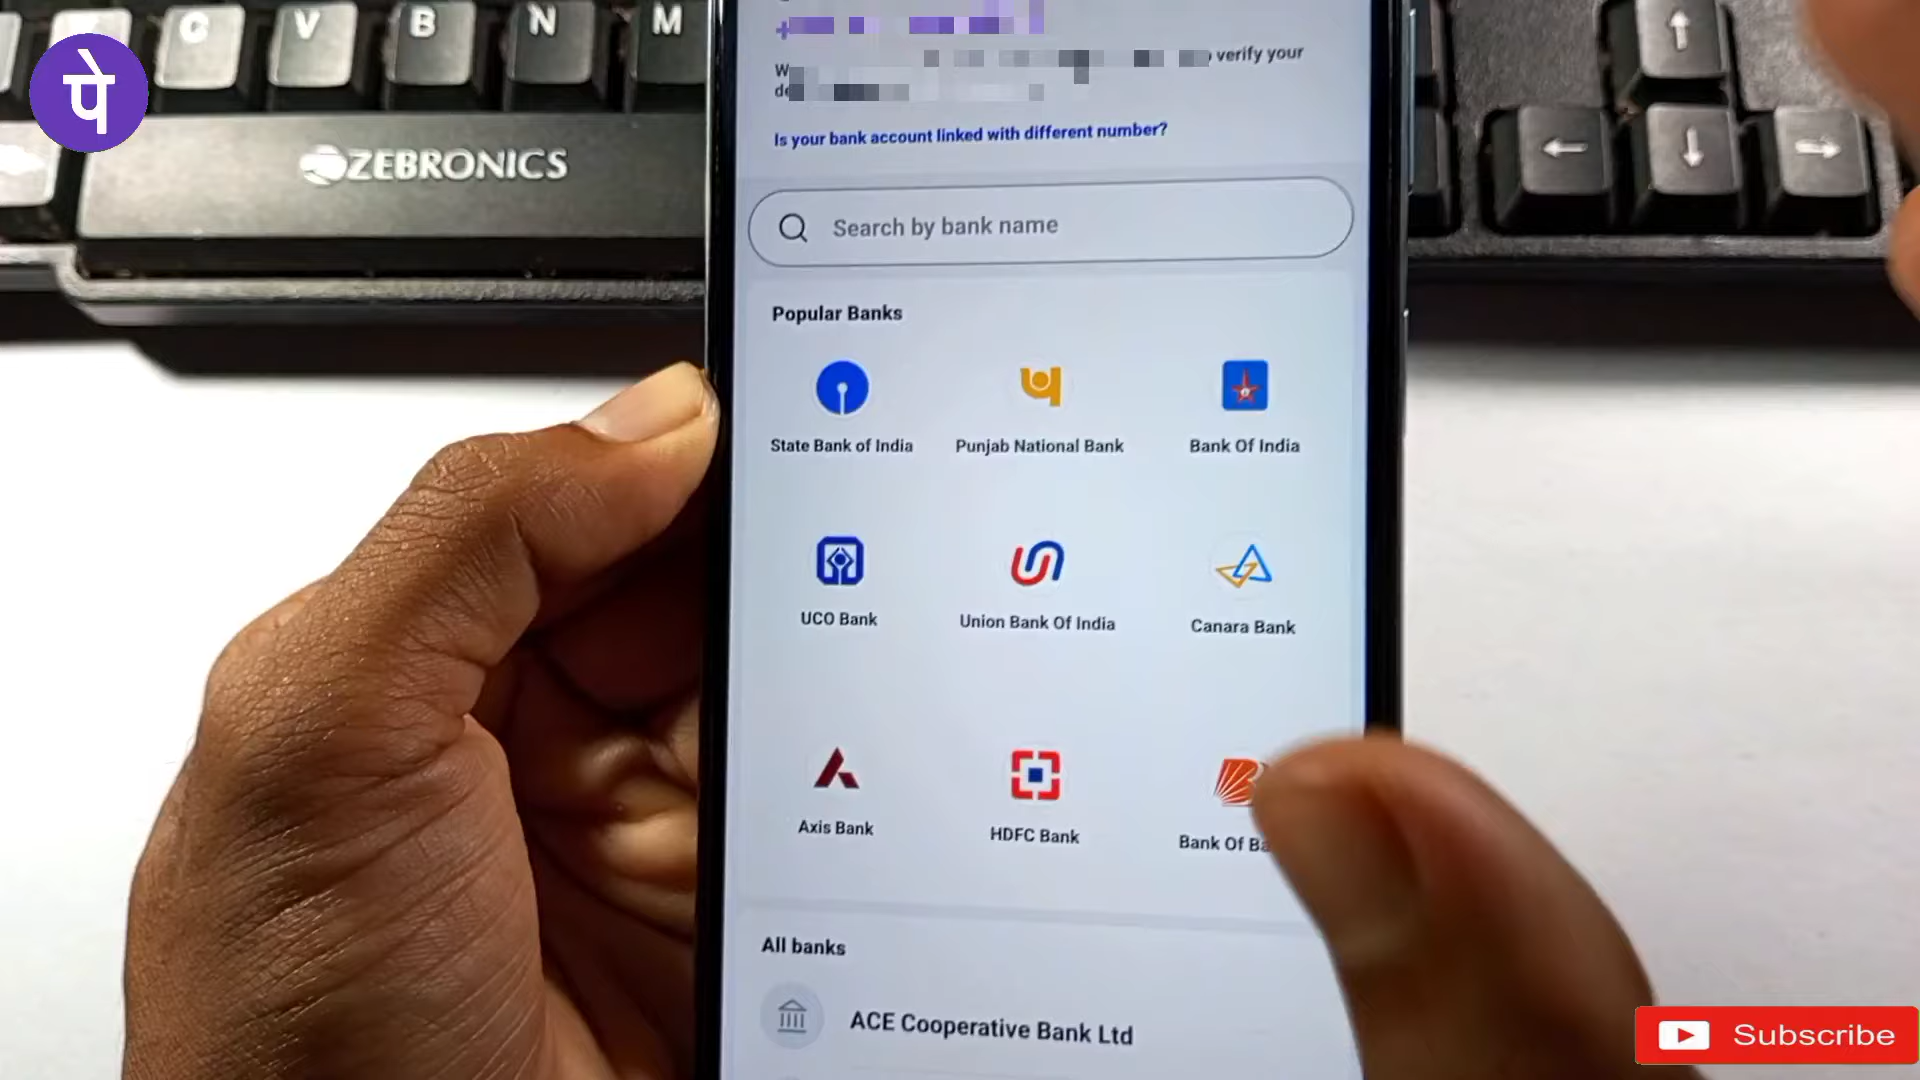 C V B N M
पे
ZEBRONICS
verify your
Is your bank account linked with different number?
Search by bank name
Popular Banks
State Bank of India
Punjab National Bank
Bank Of India
UCO Bank
Union Bank Of India
Canara Bank
Axis Bank
HDFC Bank
Bank Of
All banks
ACE Cooperative Bank Ltd
Subscribe